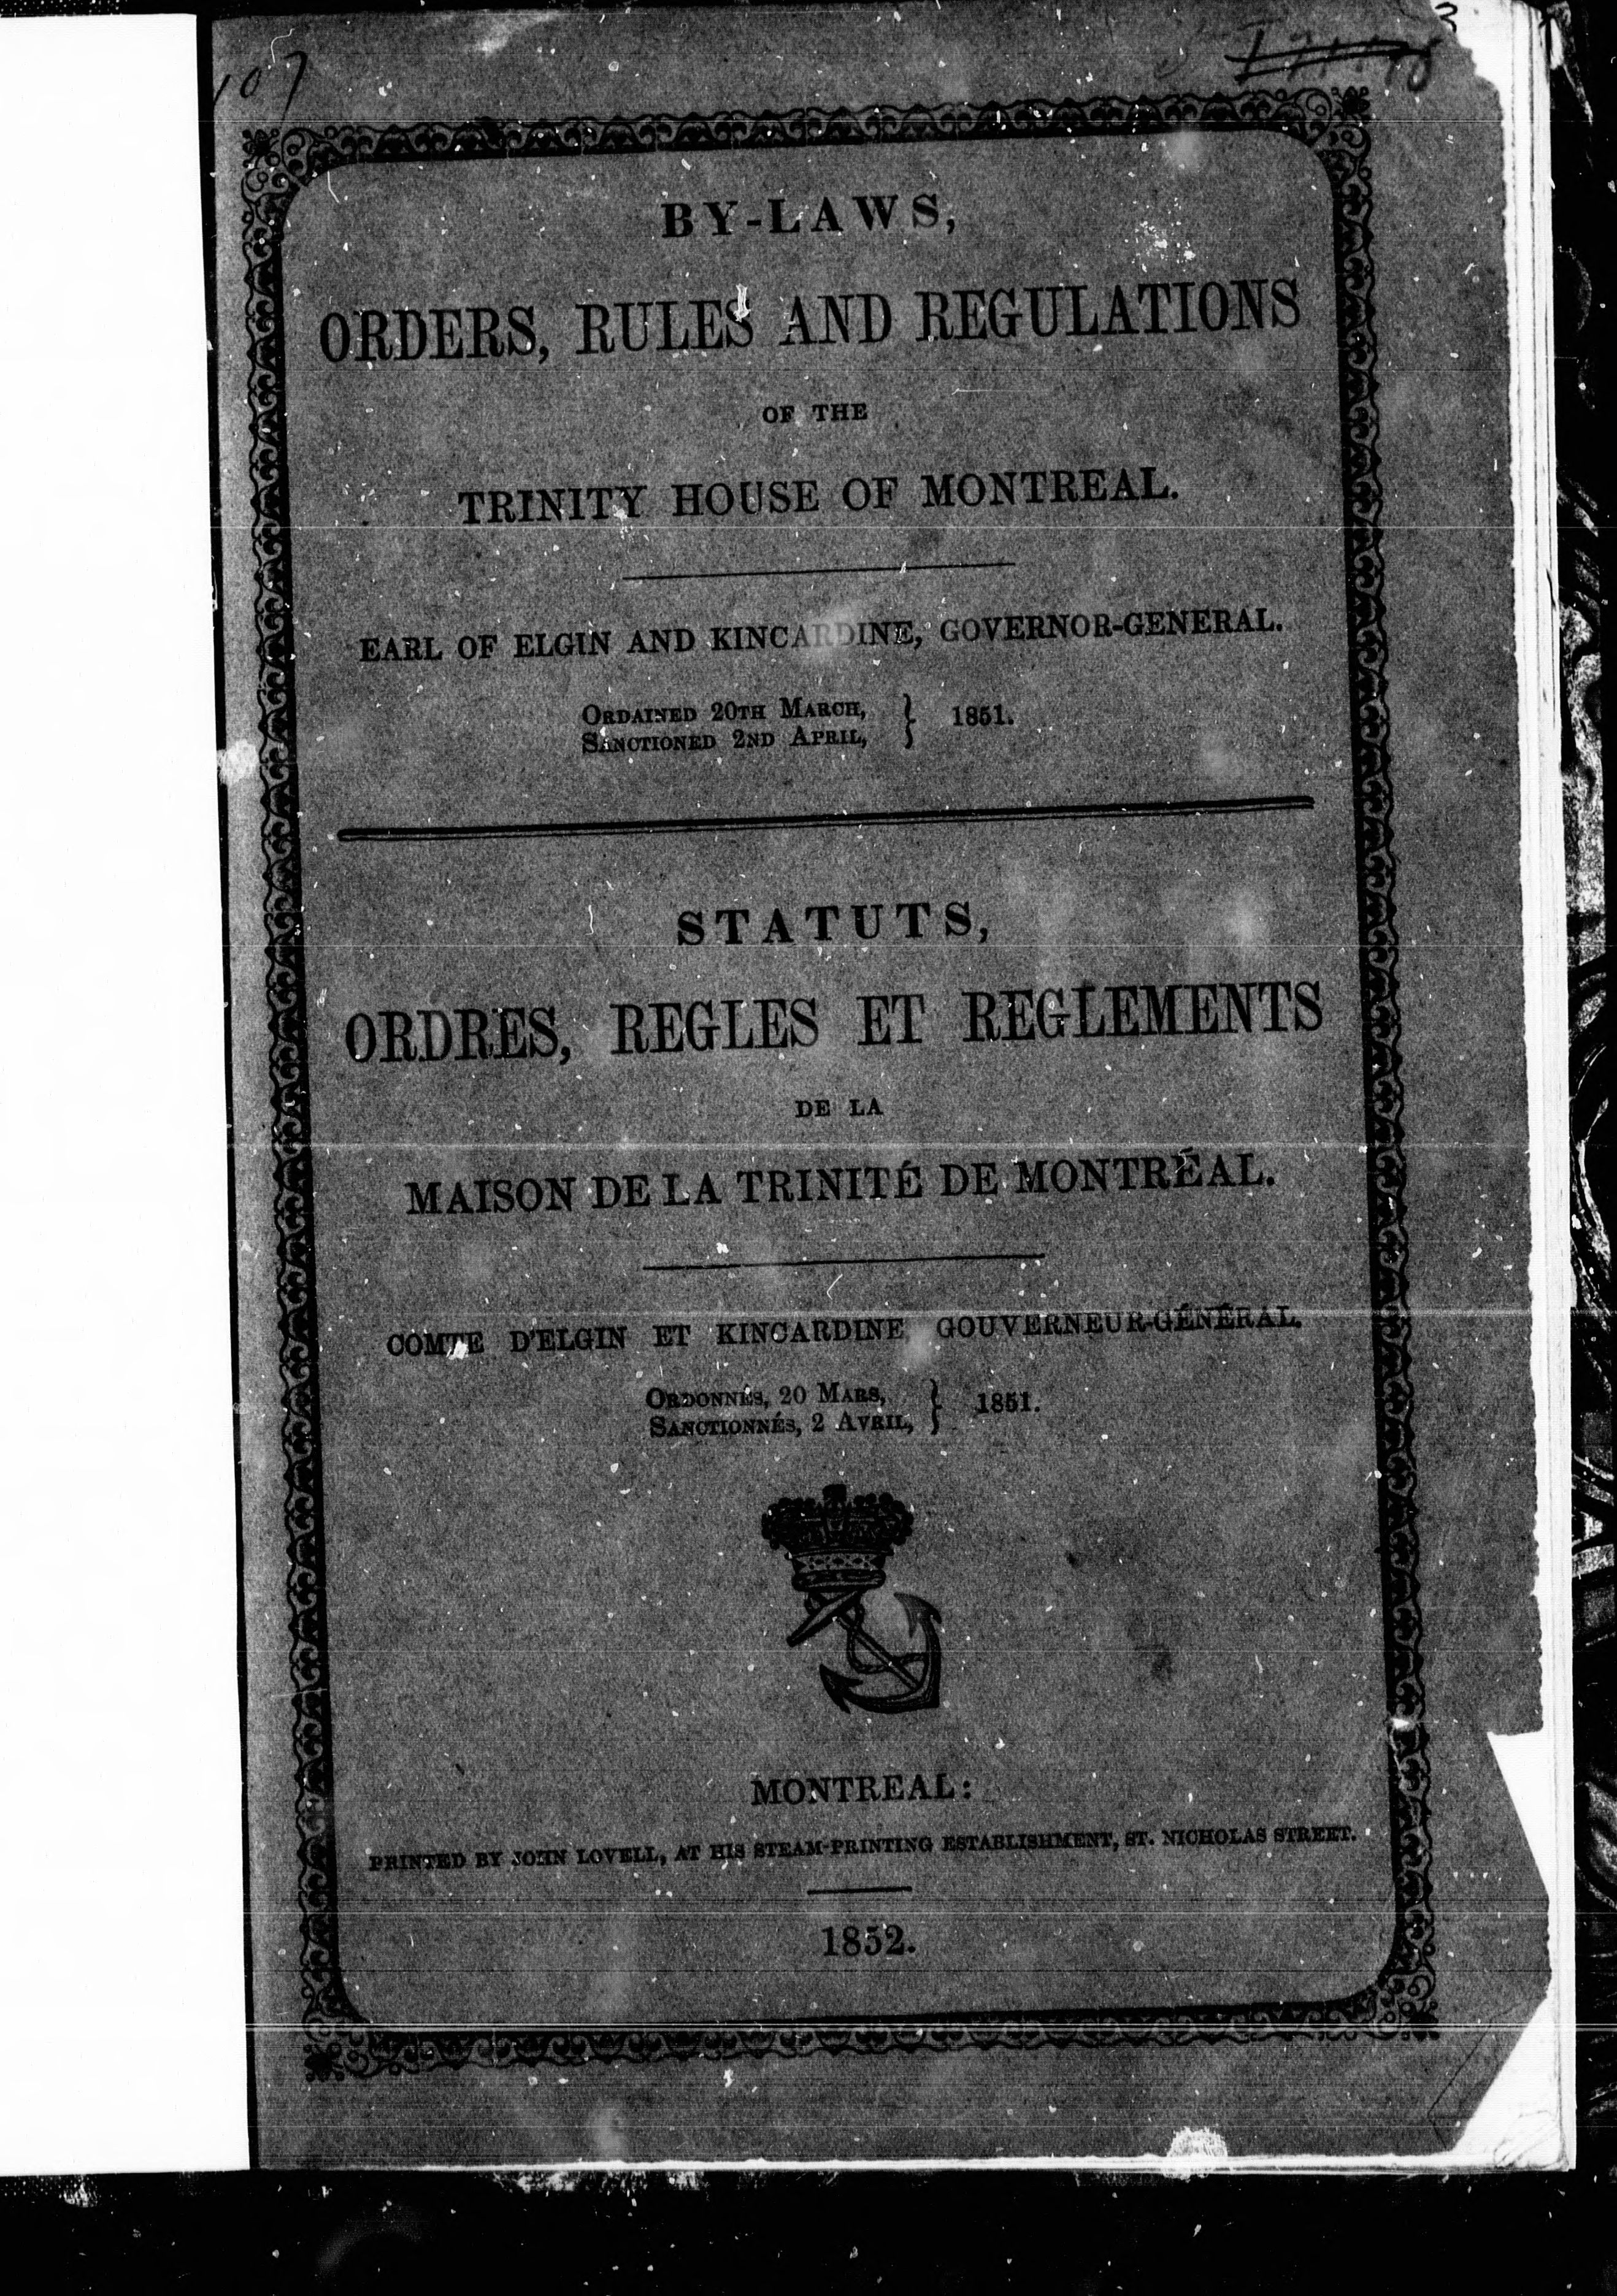 107
3
BY-LAWS,
ORDERS, RULES AND REGULATIONS
OF THE
TRINITY HOUSE OF MONTREAL.
EARL OF ELGIN AND KINCARDINE, GOVERNOR-GENERAL.
ORDAINED 20TH MARCH, } 1851.
SANCTIONED 2ND APRIL,
STATUTS,
ORDRES, REGLES ET REGLEMENTS
DE LA
MAISON DE LA TRINITÉ DE MONTRÉAL.
COMTE D'ELGIN ET KINCARDINE GOUVERNEUR-GÉNÉRAL.
ORDONNÉS, 20 MARS, } 1851.
SANCTIONNÉS, 2 AVRIL,
MONTREAL:
PRINTED BY JOHN LOVELL, AT HIS STEAM-PRINTING ESTABLISHMENT, ST. NICHOLAS STREET.
1852.